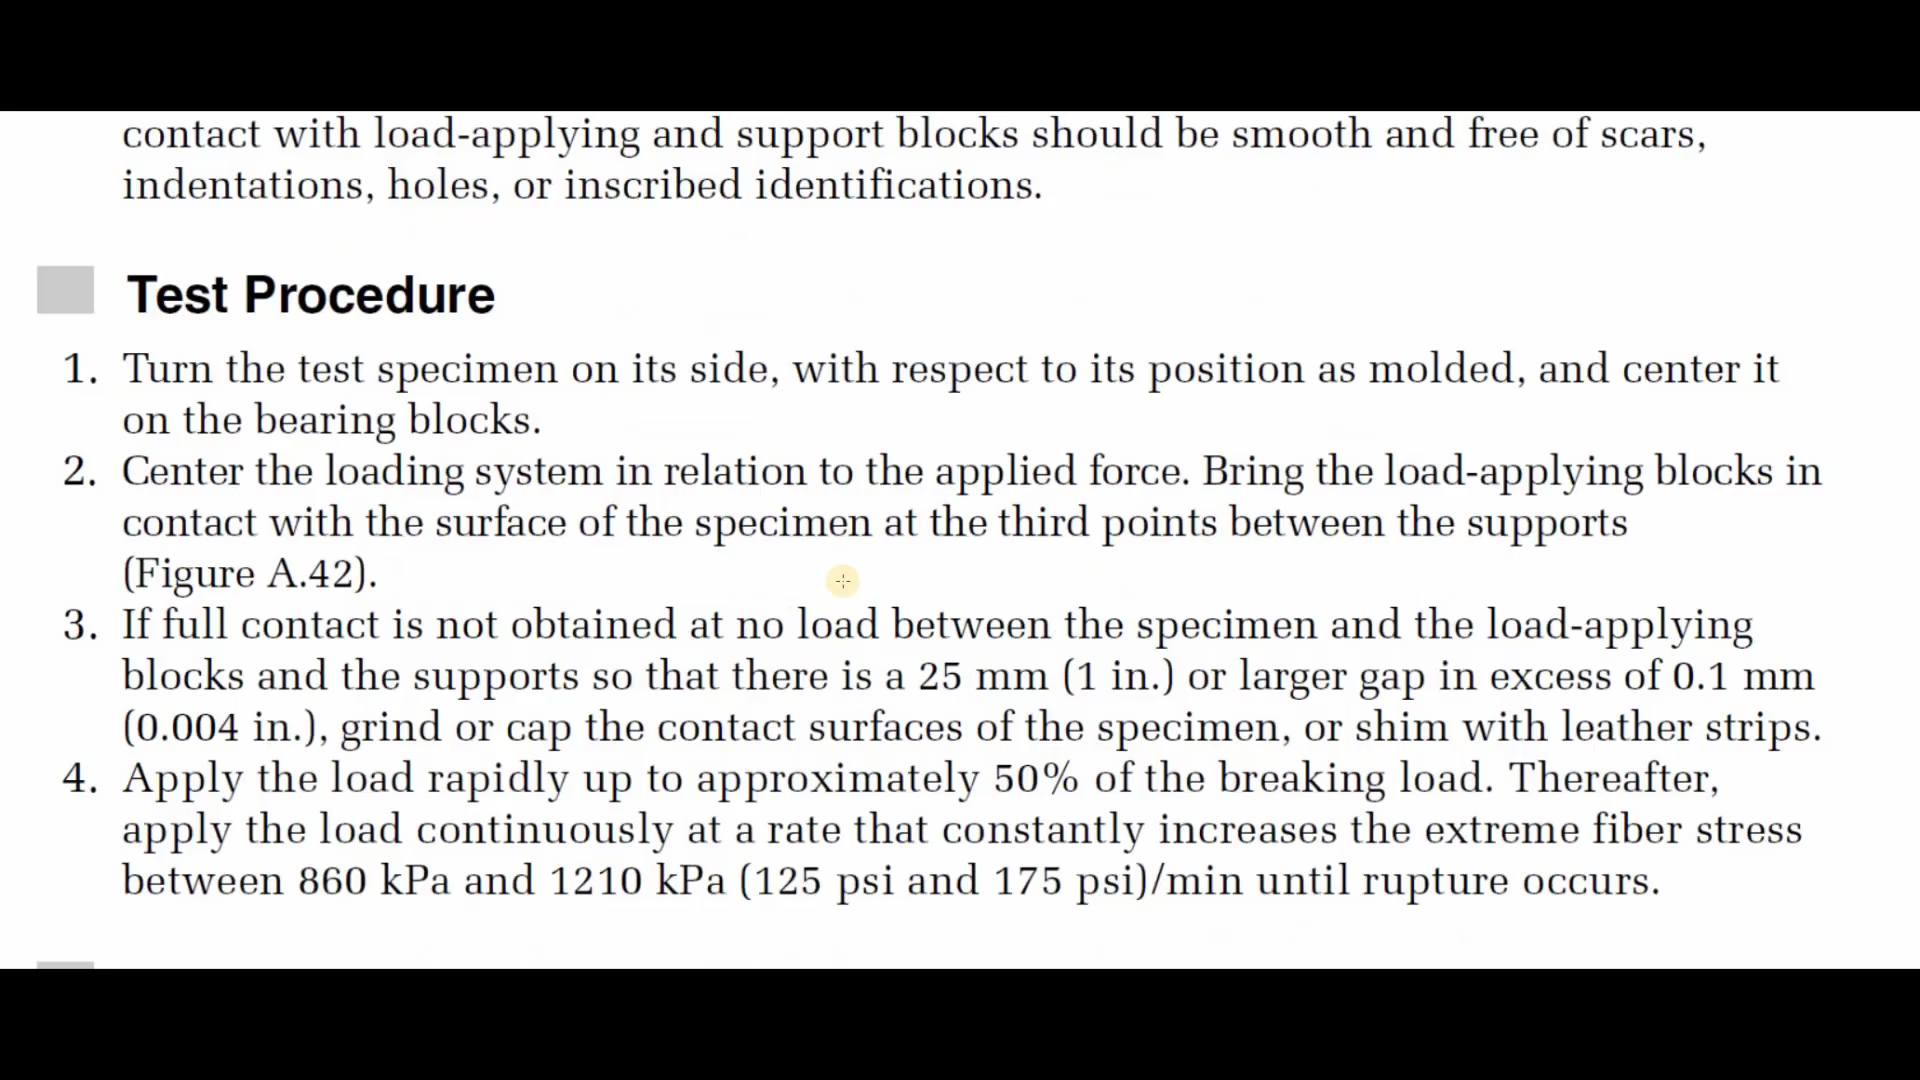 contact with load-applying and support blocks should be smooth and free of scars,
indentations, holes, or inscribed identifications.
Test Procedure
1. Turn the test specimen on its side, with respect to its position as molded, and center it
on the bearing blocks.
2. Center the loading system in relation to the applied force. Bring the load-applying blocks in
contact with the surface of the specimen at the third points between the supports
(Figure A.42).
3. If full contact is not obtained at no load between the specimen and the load-applying
blocks and the supports so that there is a 25 mm (1 in.) or larger gap in excess of 0.1 mm
(0.004 in.), grind or cap the contact surfaces of the specimen, or shim with leather strips.
4. Apply the load rapidly up to approximately 50% of the breaking load. Thereafter,
apply the load continuously at a rate that constantly increases the extreme fiber stress
between 860 kPa and 1210 kPa (125 psi and 175 psi)/min until rupture occurs.